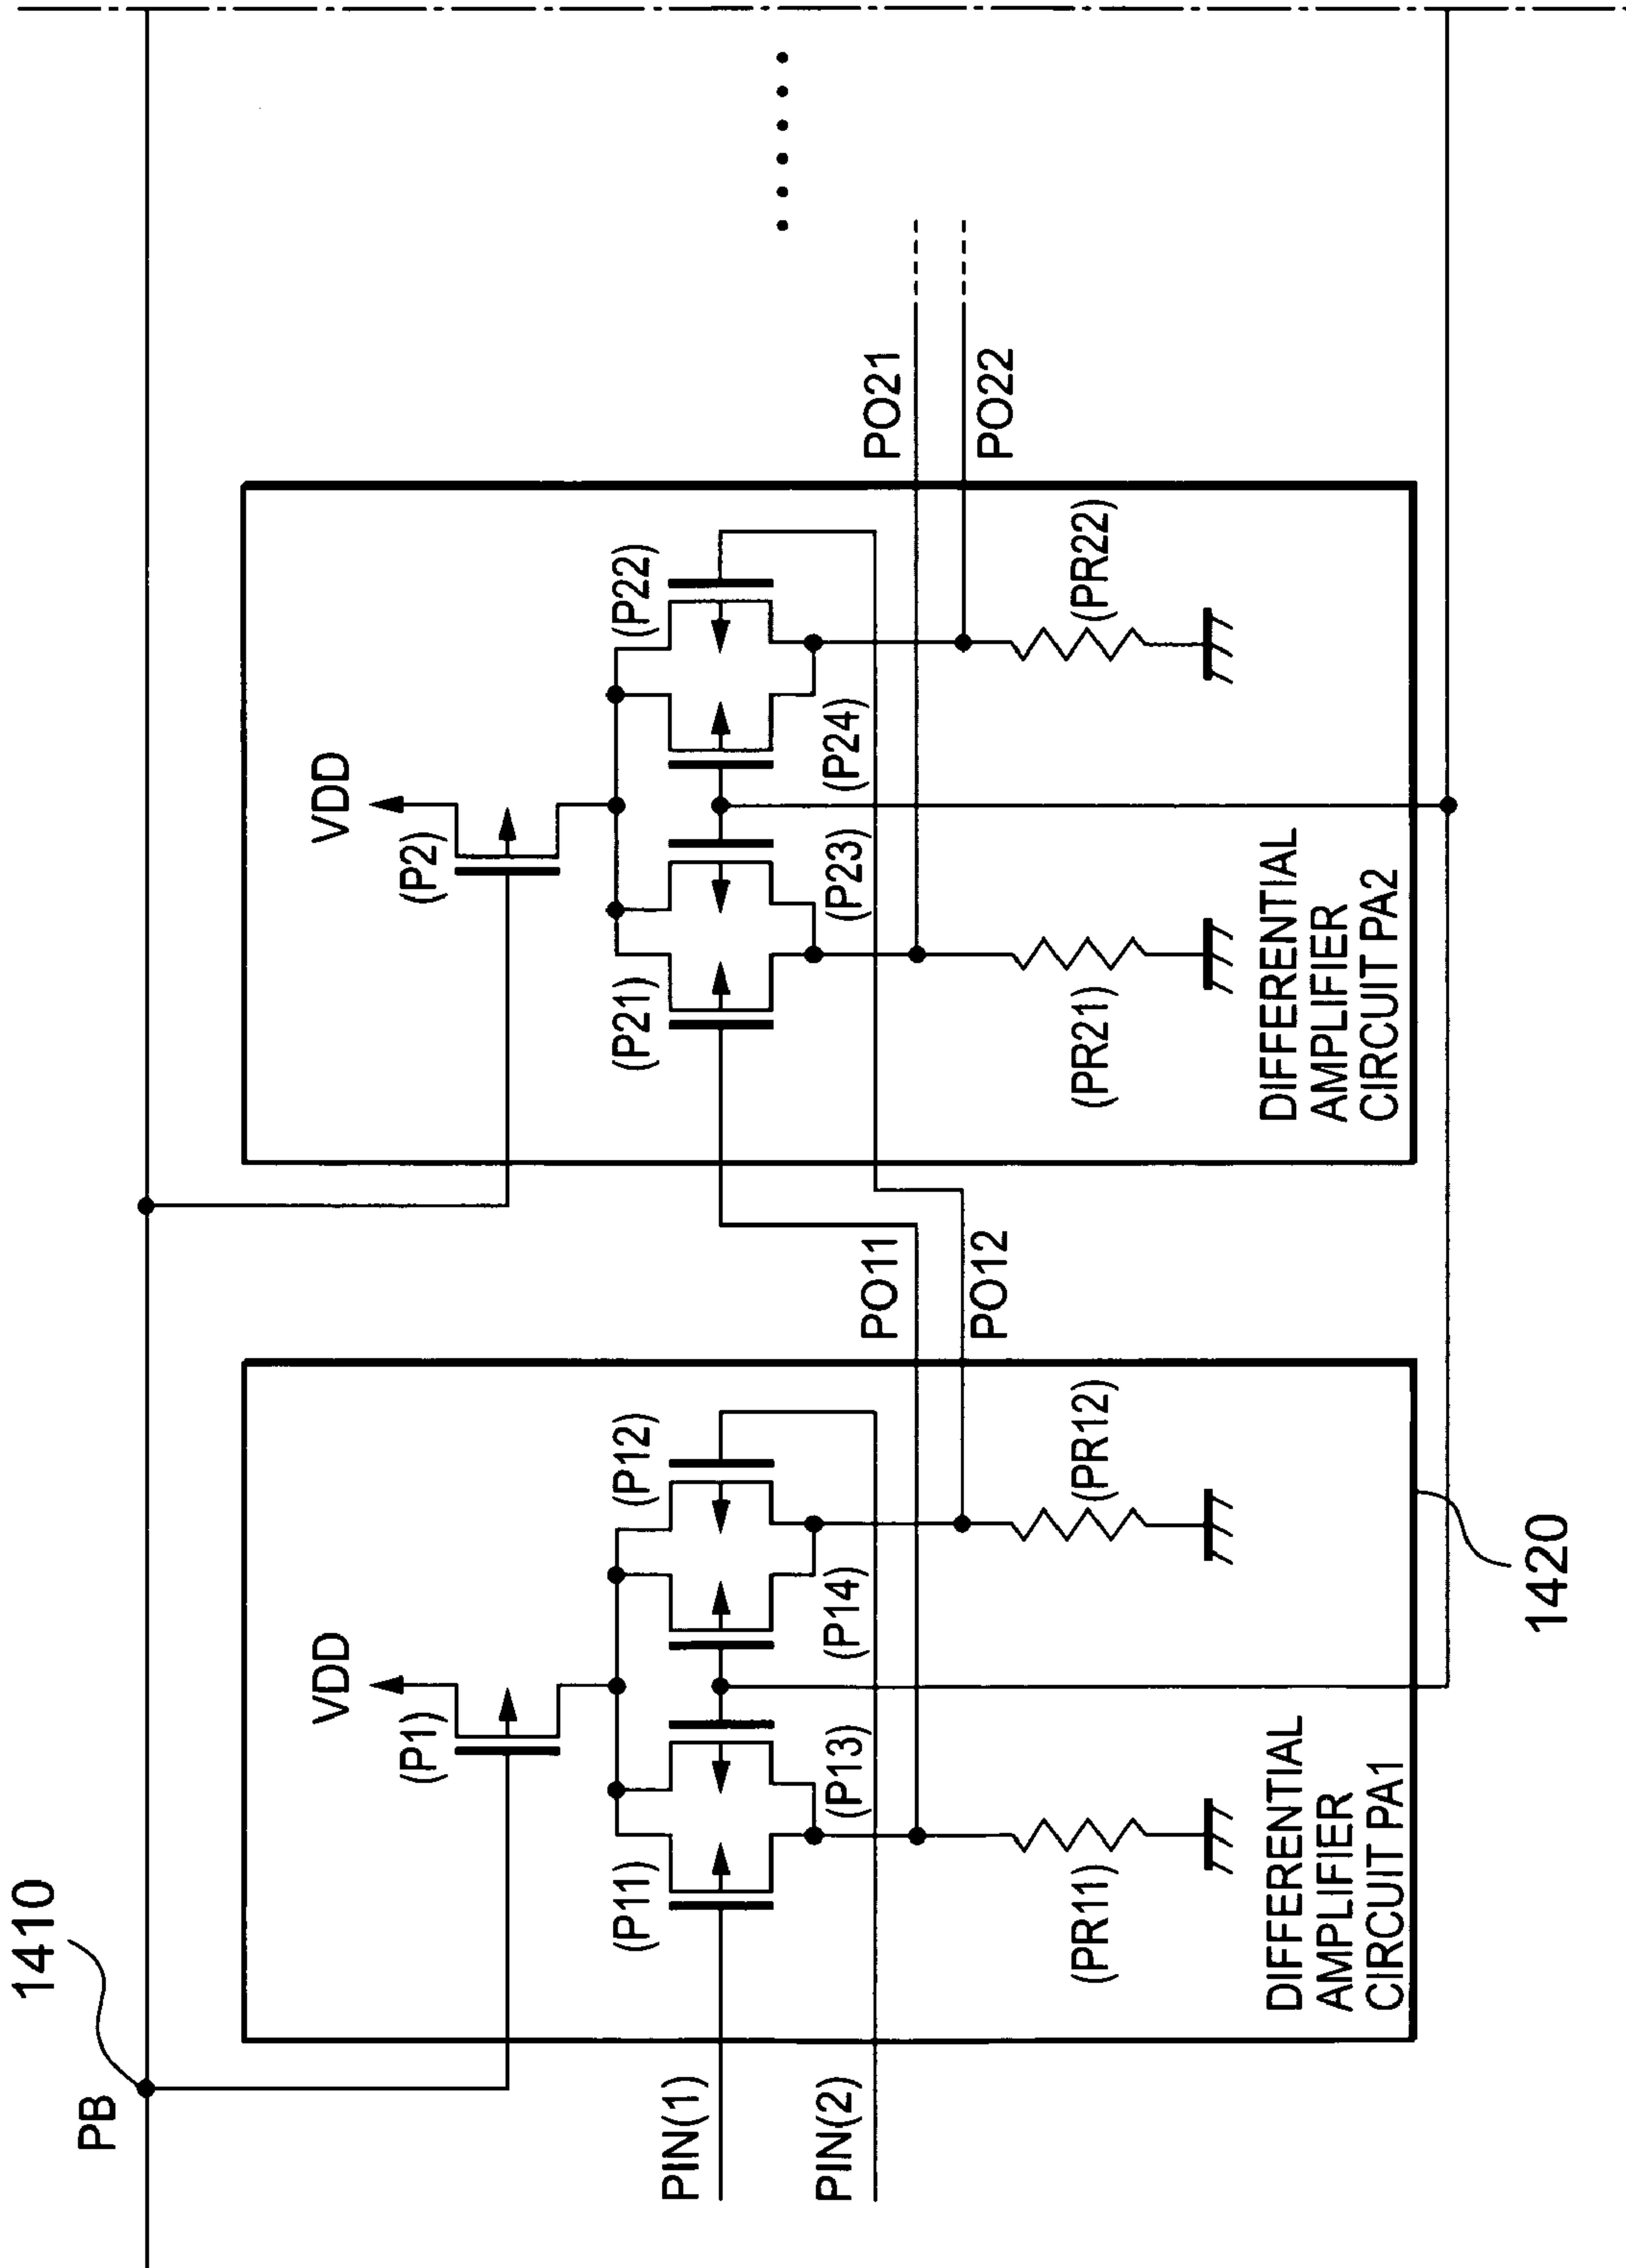 1410
PB
PIN(1)
PIN(2)
VDD
(P1)
(P11)
(P12)
(P13)
(P14)
(PR11)
(PR12)
DIFFERENTIAL
AMPLIFIER
CIRCUIT PA1
1420
PO11
PO12
VDD
(P2)
(P21)
(P22)
(P23)
(P24)
(PR21)
(PR22)
DIFFERENTIAL
AMPLIFIER
CIRCUIT PA2
PO21
PO22